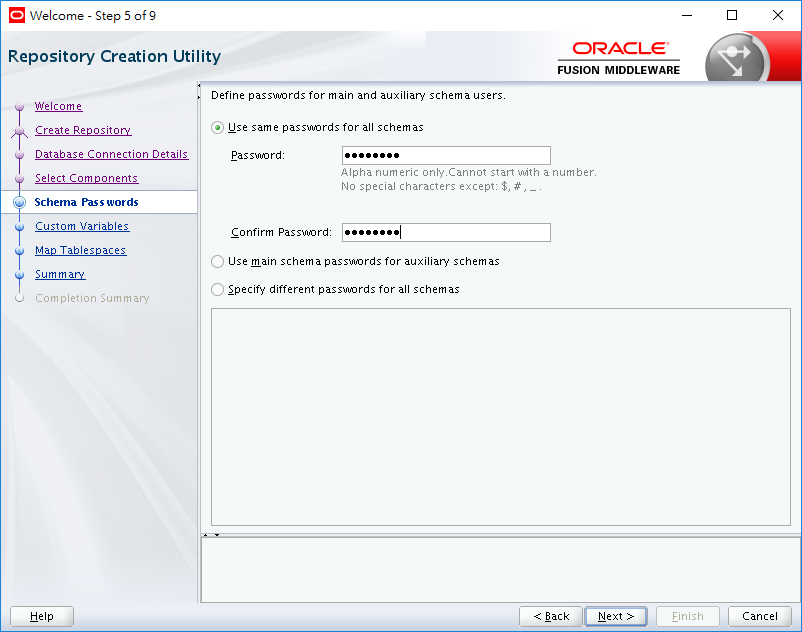 Welcome - Step 5 of 9
Repository Creation Utility
ORACLE
FUSION MIDDLEWARE
Welcome
Create Repository
Database Connection Details
Select Components
Schema Passwords
Custom Variables
Map Tablespaces
Summary
Completion Summary
Define passwords for main and auxiliary schema users.
Use same passwords for all schemas
Password: ●●●●●●●●
Alpha numeric only.Cannot start with a number.
No special characters except: $, # , _ .
Confirm Password: ●●●●●●●●
Use main schema passwords for auxiliary schemas
Specify different passwords for all schemas
Help
< Back
Next >
Finish
Cancel